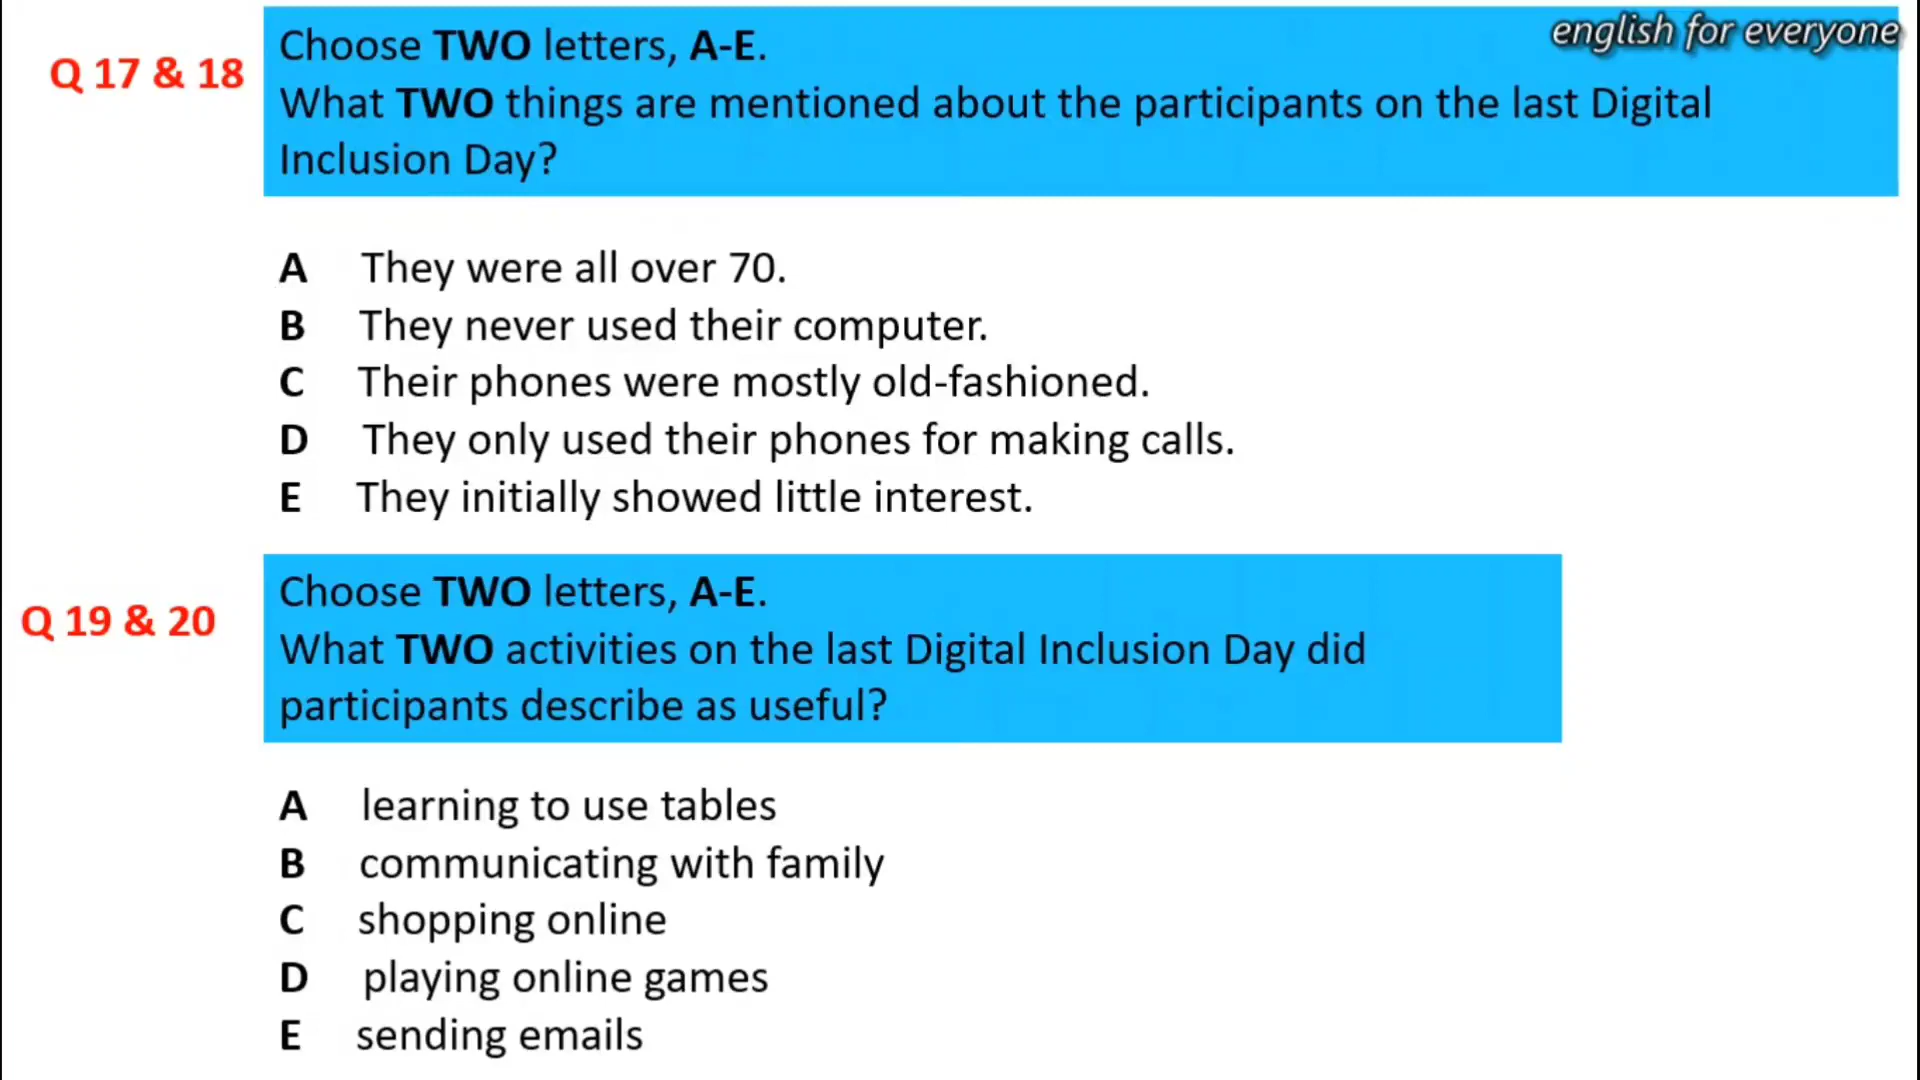 english for everyone
Q 17 & 18
Choose TWO letters, A-E.
What TWO things are mentioned about the participants on the last Digital
Inclusion Day?
A They were all over 70.
B They never used their computer.
C Their phones were mostly old-fashioned.
D They only used their phones for making calls.
E They initially showed little interest.
Q 19 & 20
Choose TWO letters, A-E.
What TWO activities on the last Digital Inclusion Day did
participants describe as useful?
A learning to use tables
B communicating with family
C shopping online
D playing online games
E sending emails